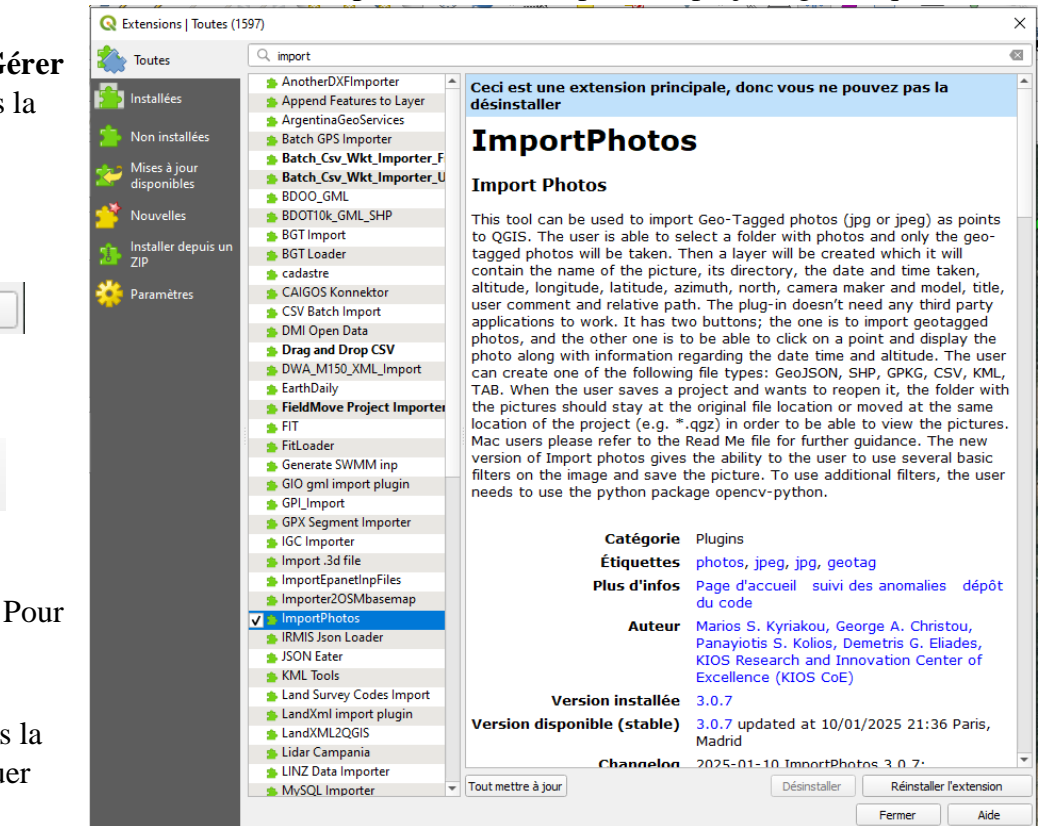 Extensions | Toutes (1597)
Gérer
s la
Pour
s la
uer
Toutes
Installées
Non installées
Mises à jour
disponibles
Nouvelles
Installer depuis un
ZIP
Paramètres
import
AnotherDXFImporter
Append Features to Layer
ArgentinaGeoServices
Batch GPS Importer
Batch_Csv_Wkt_Importer_F
Batch_Csv_Wkt_Importer_U
BDOO_GML
BDOT10k_GML_SHP
BGT Import
BGT Loader
cadastre
CAIGOS Konnektor
CSV Batch Import
DMI Open Data
Drag and Drop CSV
DWA_M150_XML_Import
EarthDaily
FieldMove Project Importer
FIT
FitLoader
Generate SWMM inp
GIO gml import plugin
GPI_Import
GPX Segment Importer
IGC Importer
Import .3d file
ImportEpanetInpFiles
Importer2OSMbasemap
ImportPhotos
IRMIS Json Loader
JSON Eater
KML Tools
Land Survey Codes Import
LandXml import plugin
LandXML2QGIS
Lidar Campania
LINZ Data Importer
MySQL Importer
Ceci est une extension principale, donc vous ne pouvez pas la
désinstaller
ImportPhotos
Import Photos
This tool can be used to import Geo-Tagged photos (jpg or jpeg) as points
to QGIS. The user is able to select a folder with photos and only the geo-
tagged photos will be taken. Then a layer will be created which it will
contain the name of the picture, its directory, the date and time taken,
altitude, longitude, latitude, azimuth, north, camera maker and model, title,
user comment and relative path. The plug-in doesn't need any third party
applications to work. It has two buttons; the one is to import geotagged
photos, and the other one is to be able to click on a point and display the
photo along with information regarding the date time and altitude. The user
can create one of the following file types: GeoJSON, SHP, GPKG, CSV, KML,
TAB. When the user saves a project and wants to reopen it, the folder with
the pictures should stay at the original file location or moved at the same
location of the project (e.g. *.qgz) in order to be able to view the pictures.
Mac users please refer to the Read Me file for further guidance. The new
version of Import photos gives the ability to the user to use several basic
filters on the image and save the picture. To use additional filters, the user
needs to use the python package opencv-python.
Catégorie Plugins
Étiquettes photos, jpeg, jpg, geotag
Plus d'infos Page d'accueil suivi des anomalies dépôt
du code
Auteur Marios S. Kyriakou, George A. Christou,
Panayiotis S. Kolios, Demetris G. Eliades,
KIOS Research and Innovation Center of
Excellence (KIOS CoE)
Version installée 3.0.7
Version disponible (stable) 3.0.7 updated at 10/01/2025 21:36 Paris,
Madrid
Changelog 2025-01-10 ImportPhotos 3.0.7:
Tout mettre à jour Désinstaller Réinstaller l'extension
Fermer Aide